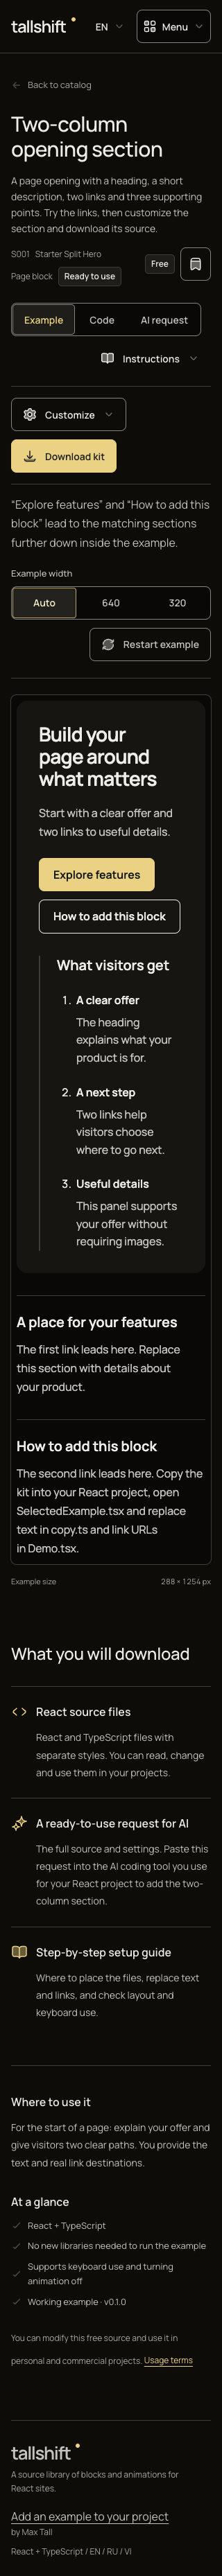 tallshift
EN
Menu
Back to catalog
Two-column
opening section
A page opening with a heading, a short
description, two links and three supporting
points. Try the links, then customize the
section and download its source.
S001 Starter Split Hero
Page block Ready to use
Free
Example
Code
AI request
Instructions
Customize
Download kit
“Explore features” and “How to add this
block” lead to the matching sections
further down inside the example.
Example width
Auto
640
320
Restart example
Build your
page around
what matters
Start with a clear offer and
two links to useful details.
Explore features
How to add this block
What visitors get
1. A clear offer
The heading
explains what your
product is for.
2. A next step
Two links help
visitors choose
where to go next.
3. Useful details
This panel supports
your offer without
requiring images.
A place for your features
The first link leads here. Replace
this section with details about
your product.
How to add this block
The second link leads here. Copy the
kit into your React project, open
SelectedExample.tsx and replace
text in copy.ts and link URLs
in Demo.tsx.
Example size
288 × 1254 px
What you will download
React source files
React and TypeScript files with
separate styles. You can read, change
and use them in your projects.
A ready-to-use request for AI
The full source and settings. Paste this
request into the AI coding tool you use
for your React project to add the two-
column section.
Step-by-step setup guide
Where to place the files, replace text
and links, and check layout and
keyboard use.
Where to use it
For the start of a page: explain your offer and
give visitors two clear paths. You provide the
text and real link destinations.
At a glance
React + TypeScript
No new libraries needed to run the example
Supports keyboard use and turning
animation off
Working example · v0.1.0
You can modify this free source and use it in
personal and commercial projects. Usage terms
tallshift
A source library of blocks and animations for
React sites.
Add an example to your project
by Max Tall
React + TypeScript / EN / RU / VI